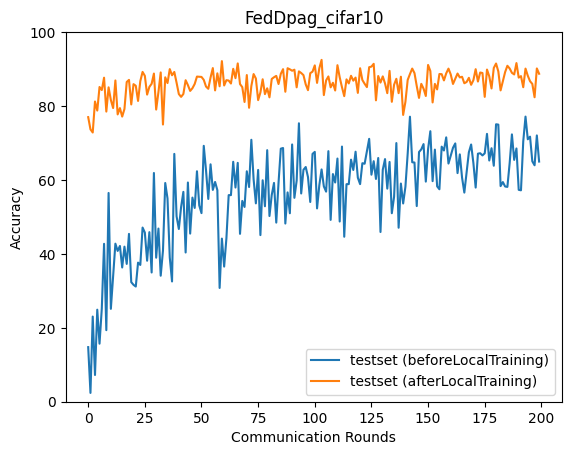 FedDpag_cifar10
100
80
60
40
20
0
Accuracy
0 25 50 75 100 125 150 175 200
Communication Rounds
testset (beforeLocalTraining)
testset (afterLocalTraining)